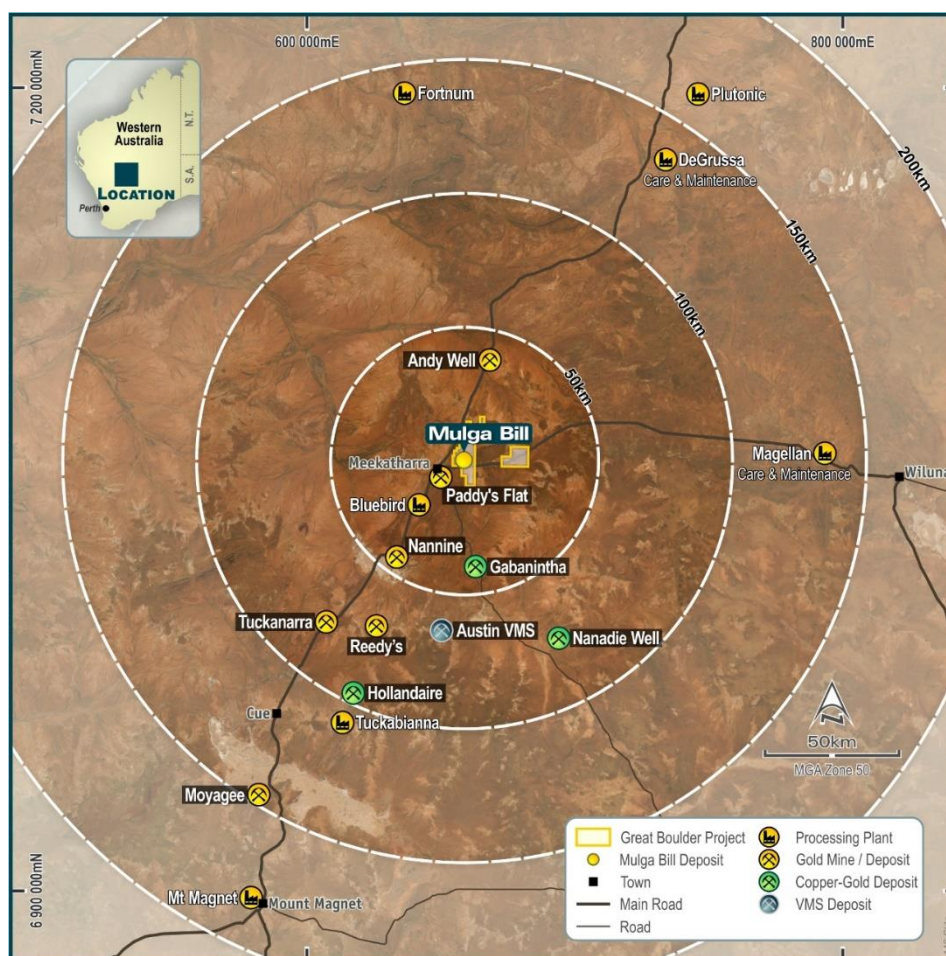 600 000mE
800 000mE
7 200 000mN
Western
Australia
N.T.
S.A.
LOCATION
Perth
Fortnum
Plutonic
DeGrussa
Care & Maintenance
200km
150km
100km
50km
Andy Well
Mulga Bill
Meekatharra
Paddy's Flat
Bluebird
Magellan
Care & Maintenance
Wiluna
Nannine
Gabanintha
Tuckanarra
Reedy's
Austin VMS
Nanadie Well
Hollandaire
Cue
Tuckabianna
N
50km
MGA Zone 50
Moyagee
6 900 000mN
Mt Magnet
Mount Magnet
Great Boulder Project
Mulga Bill Deposit
Town
Main Road
Road
Processing Plant
Gold Mine / Deposit
Copper-Gold Deposit
VMS Deposit